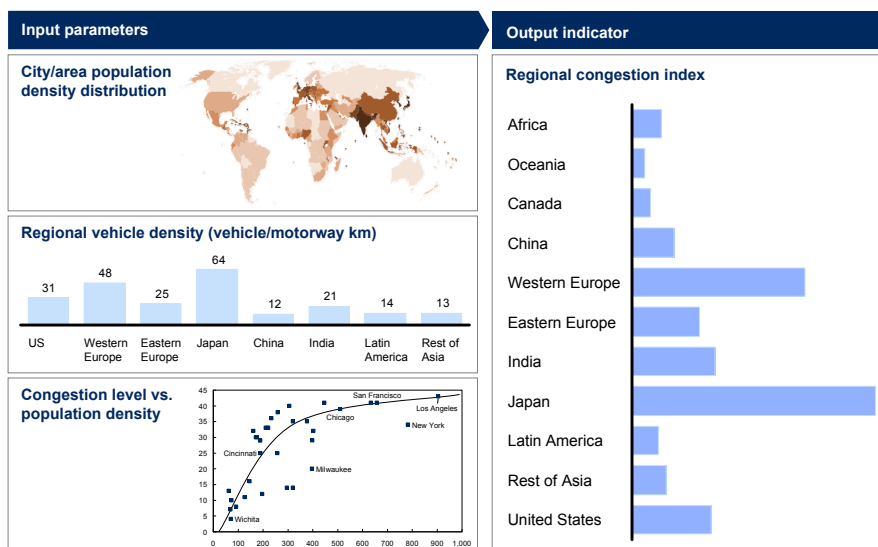 Input parameters
City/area population
density distribution
Regional vehicle density (vehicle/motorway km)
31 48 25 64 12 21 14 13
US Western Eastern Japan China India Latin Rest of
Europe Europe America Asia
Congestion level vs.
population density
45
40
35
30
25
20
15
10
5
0
San Francisco
Los Angeles
Chicago
New York
Cincinnati
Milwaukee
Wichita
0 100 200 300 400 500 600 700 800 900 1,000
Output indicator
Regional congestion index
Africa
Oceania
Canada
China
Western Europe
Eastern Europe
India
Japan
Latin America
Rest of Asia
United States